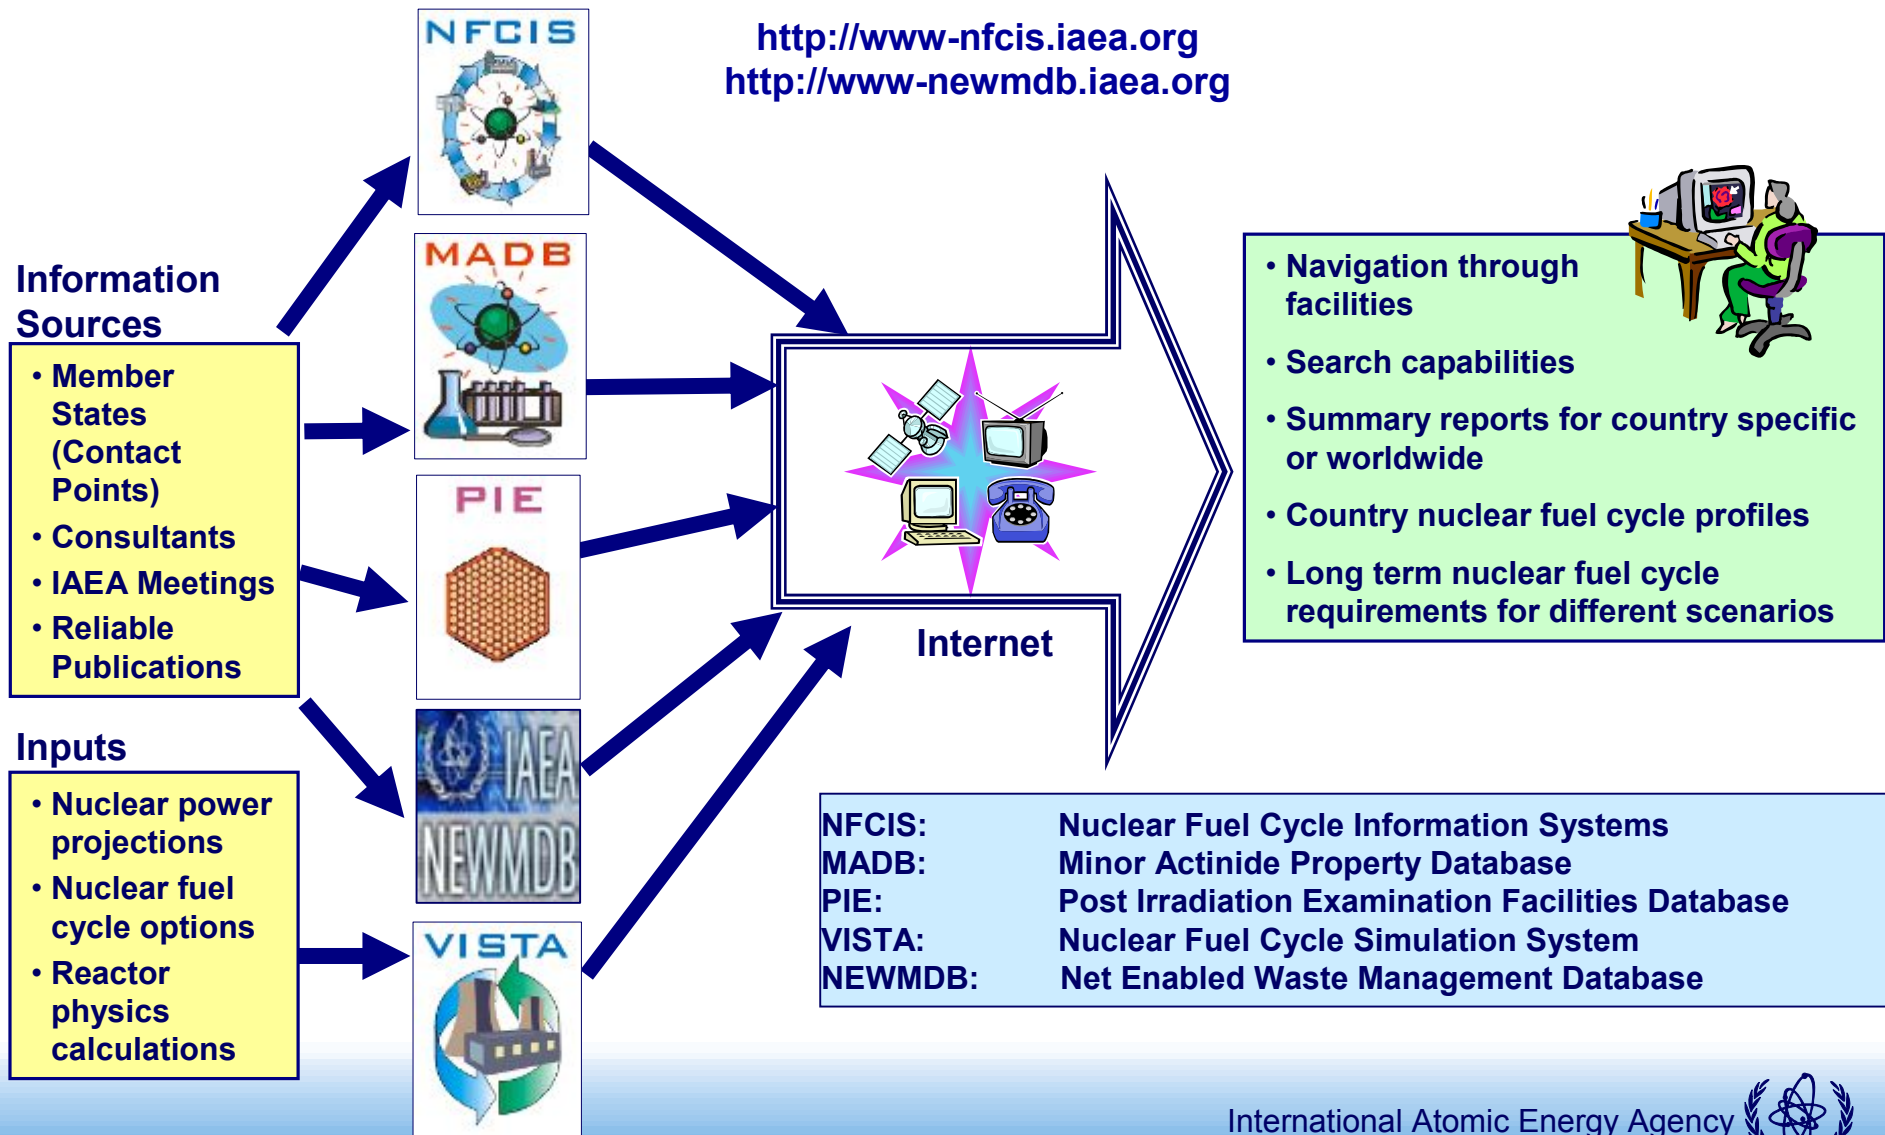 http://www-nfcis.iaea.org
http://www-newmdb.iaea.org
Information
Sources
• Member
States
(Contact
Points)
• Consultants
• IAEA Meetings
• Reliable
Publications
Inputs
• Nuclear power
projections
• Nuclear fuel
cycle options
• Reactor
physics
calculations
NFCIS
MADB
PIE
IAEA
NEWMDB
VISTA
Internet
• Navigation through
facilities
• Search capabilities
• Summary reports for country specific
or worldwide
• Country nuclear fuel cycle profiles
• Long term nuclear fuel cycle
requirements for different scenarios
NFCIS: Nuclear Fuel Cycle Information Systems
MADB: Minor Actinide Property Database
PIE: Post Irradiation Examination Facilities Database
VISTA: Nuclear Fuel Cycle Simulation System
NEWMDB: Net Enabled Waste Management Database
International Atomic Energy Agency